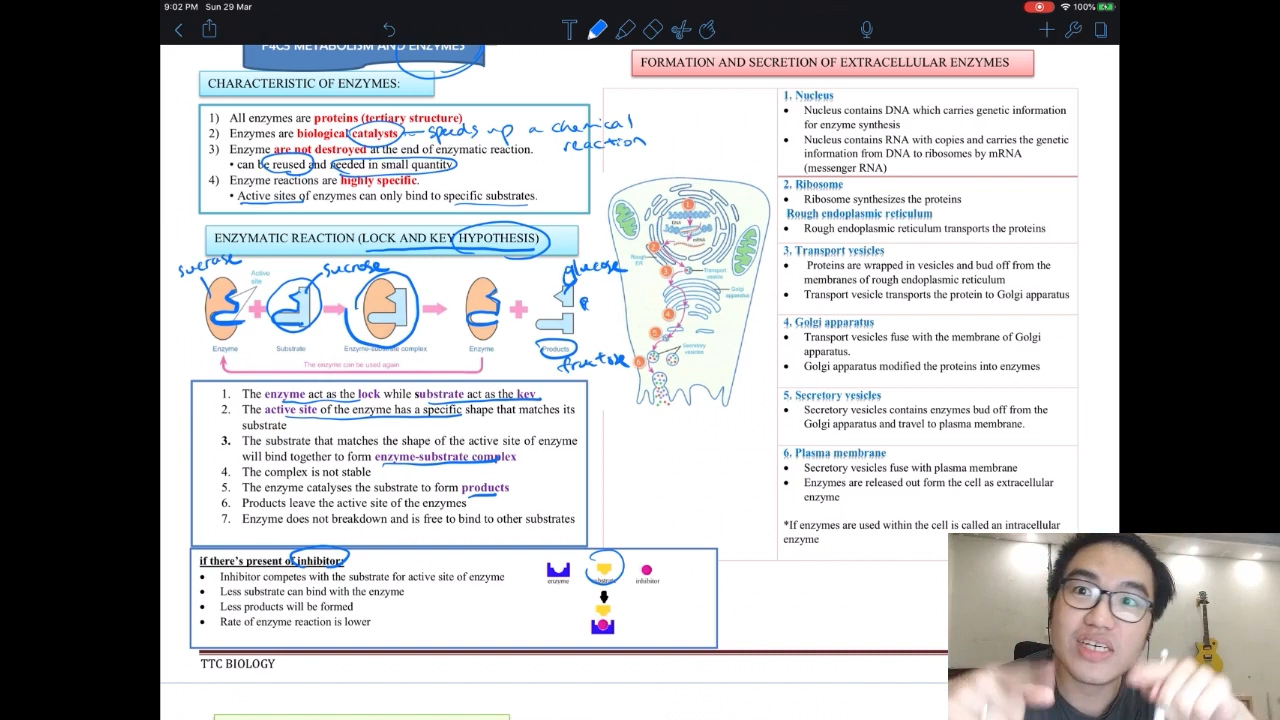 9:02 PM Sun 29 Mar
100%
F4C5 METABOLISM AND ENZYMES
CHARACTERISTIC OF ENZYMES:
1) All enzymes are proteins (tertiary structure)
2) Enzymes are biological catalysts speeds up a chemical reaction
3) Enzyme are not destroyed at the end of enzymatic reaction.
• can be reused and needed in small quantity
4) Enzyme reactions are highly specific.
• Active sites of enzymes can only bind to specific substrates.
ENZYMATIC REACTION (LOCK AND KEY HYPOTHESIS)
sucrase
Active
site
sucrose
glucose
Enzyme
Substrate
Enzyme-substrate complex
Enzyme
Products
fructose
The enzyme can be used again
1. The enzyme act as the lock while substrate act as the key
2. The active site of the enzyme has a specific shape that matches its
substrate
3. The substrate that matches the shape of the active site of enzyme
will bind together to form enzyme-substrate complex
4. The complex is not stable
5. The enzyme catalyses the substrate to form products
6. Products leave the active site of the enzymes
7. Enzyme does not breakdown and is free to bind to other substrates
if there's present of inhibitor:
• Inhibitor competes with the substrate for active site of enzyme
• Less substrate can bind with the enzyme
• Less products will be formed
• Rate of enzyme reaction is lower
enzyme
substrate
inhibitor
TTC BIOLOGY
FORMATION AND SECRETION OF EXTRACELLULAR ENZYMES
1
DNA
mRNA
2
Rough
ER
3
Transport
vesicle
Golgi
apparatus
4
5
Secretory
vesicles
6
1. Nucleus
• Nucleus contains DNA which carries genetic information
for enzyme synthesis
• Nucleus contains RNA with copies and carries the genetic
information from DNA to ribosomes by mRNA
(messenger RNA)
2. Ribosome
• Ribosome synthesizes the proteins
Rough endoplasmic reticulum
• Rough endoplasmic reticulum transports the proteins
3. Transport vesicles
• Proteins are wrapped in vesicles and bud off from the
membranes of rough endoplasmic reticulum
• Transport vesicle transports the protein to Golgi apparatus
4. Golgi apparatus
• Transport vesicles fuse with the membrane of Golgi
apparatus.
• Golgi apparatus modified the proteins into enzymes
5. Secretory vesicles
• Secretory vesicles contains enzymes bud off from the
Golgi apparatus and travel to plasma membrane.
6. Plasma membrane
• Secretory vesicles fuse with plasma membrane
• Enzymes are released out form the cell as extracellular
enzyme
*If enzymes are used within the cell is called an intracellular
enzyme